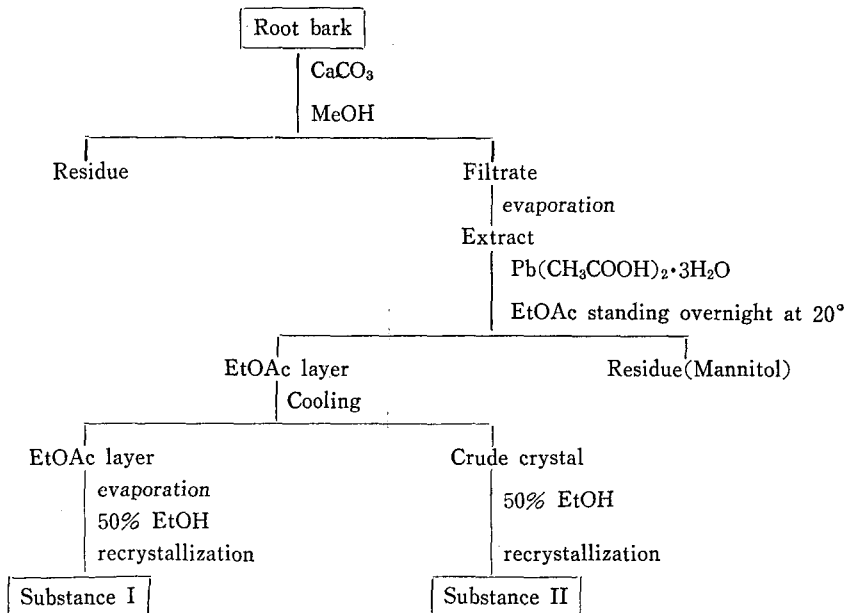 Root bark
CaCO₃
MeOH
Residue
Filtrate
evaporation
Extract
Pb(CH₃COOH)₂·3H₂O
EtOAc standing overnight at 20°
EtOAc layer
Residue(Mannitol)
Cooling
EtOAc layer
Crude crystal
evaporation
50% EtOH
50% EtOH
recrystallization
recrystallization
Substance I
Substance II